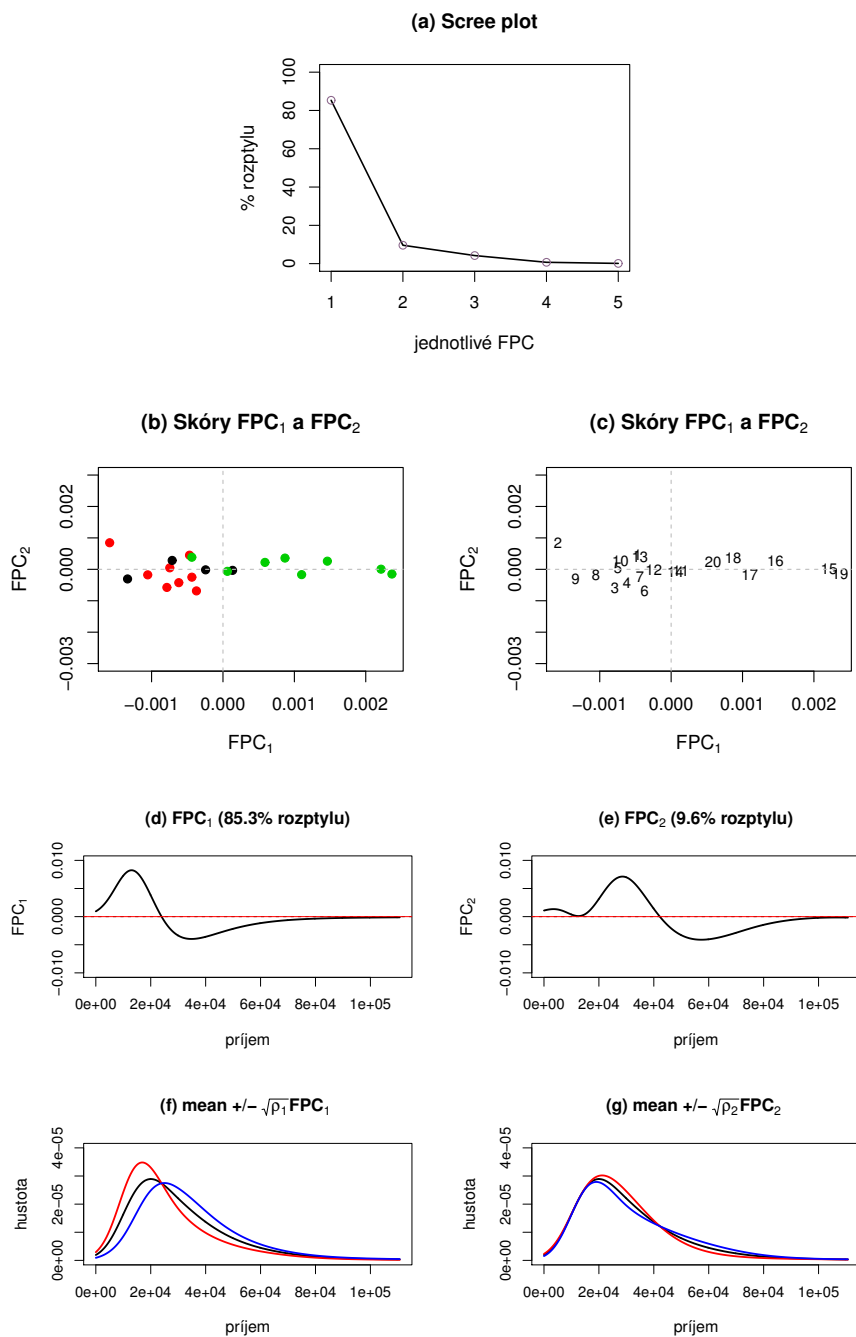 (a) Scree plot
% rozptylu
0 20 40 60 80 100
1 2 3 4 5
jednotlivé FPC
(b) Skóry FPC1 a FPC2
FPC2
−0.003 0.000 0.002
−0.001 0.000 0.001 0.002
FPC1
(c) Skóry FPC1 a FPC2
FPC2
−0.003 0.000 0.002
2 9 8 10 5 3 4 1 13 7 6 12 14 11 20 18 17 16 15 19
−0.001 0.000 0.001 0.002
FPC1
(d) FPC1 (85.3% rozptylu)
FPC1
−0.010 0.000 0.010
0e+00 2e+04 4e+04 6e+04 8e+04 1e+05
príjem
(e) FPC2 (9.6% rozptylu)
FPC2
−0.010 0.000 0.010
0e+00 2e+04 4e+04 6e+04 8e+04 1e+05
príjem
(f) mean +/− √ρ1FPC1
hustota
0e+00 2e−05 4e−05
0e+00 2e+04 4e+04 6e+04 8e+04 1e+05
príjem
(g) mean +/− √ρ2FPC2
hustota
0e+00 2e−05 4e−05
0e+00 2e+04 4e+04 6e+04 8e+04 1e+05
príjem